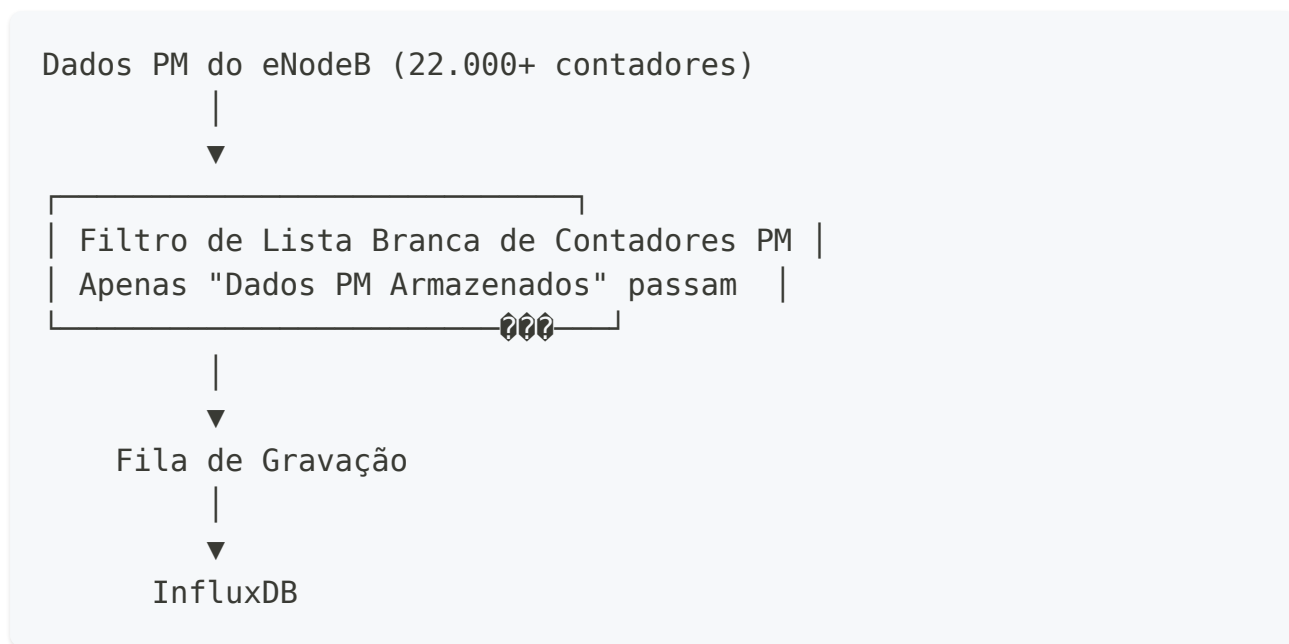 Dados PM do eNodeB (22.000+ contadores)
Filtro de Lista Branca de Contadores PM
Apenas "Dados PM Armazenados" passam
Fila de Gravação
InfluxDB